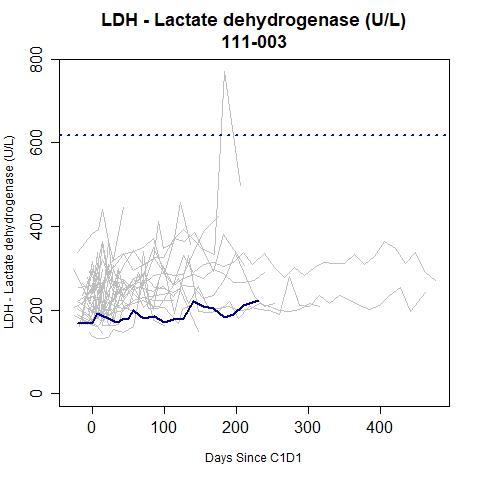 LDH - Lactate dehydrogenase (U/L)
111-003
LDH - Lactate dehydrogenase (U/L)
800
600
400
200
0
0 100 200 300 400
Days Since C1D1